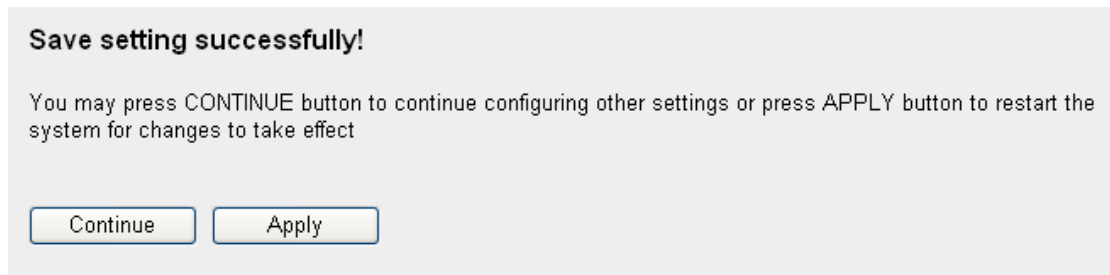 Save setting successfully!
You may press CONTINUE button to continue configuring other settings or press APPLY button to restart the
system for changes to take effect
Continue
Apply